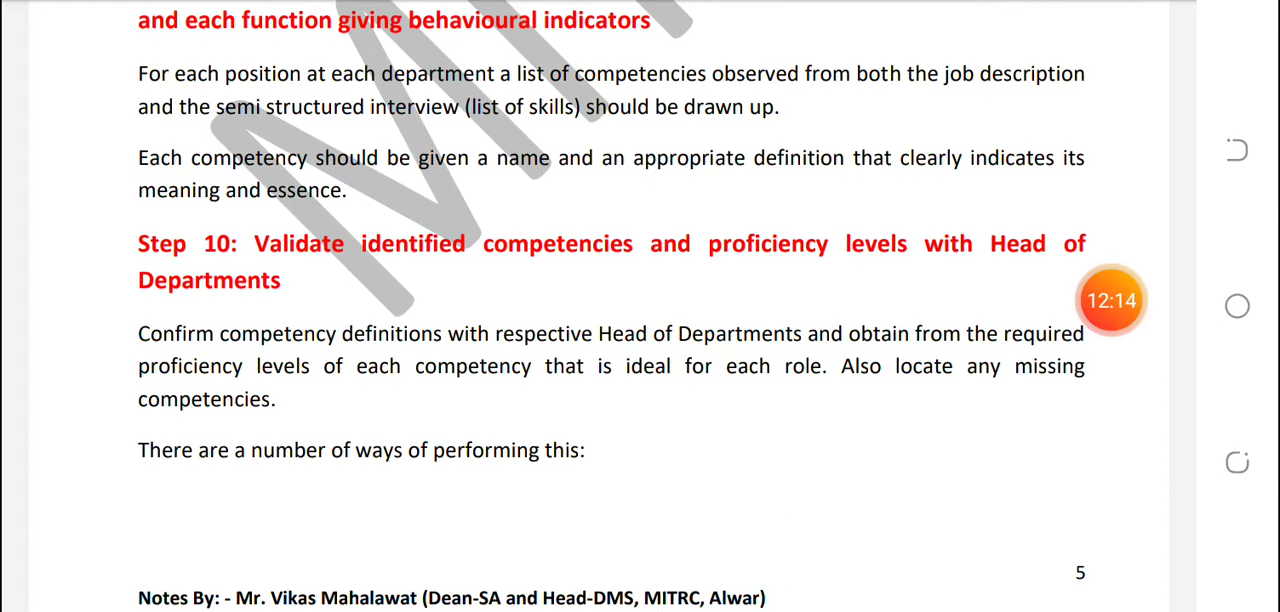 and each function giving behavioural indicators
For each position at each department a list of competencies observed from both the job description
and the semi structured interview (list of skills) should be drawn up.
Each competency should be given a name and an appropriate definition that clearly indicates its
meaning and essence.
Step 10: Validate identified competencies and proficiency levels with Head of
Departments
12:14
Confirm competency definitions with respective Head of Departments and obtain from the required
proficiency levels of each competency that is ideal for each role. Also locate any missing
competencies.
There are a number of ways of performing this:
5
Notes By: - Mr. Vikas Mahalawat (Dean-SA and Head-DMS, MITRC, Alwar)